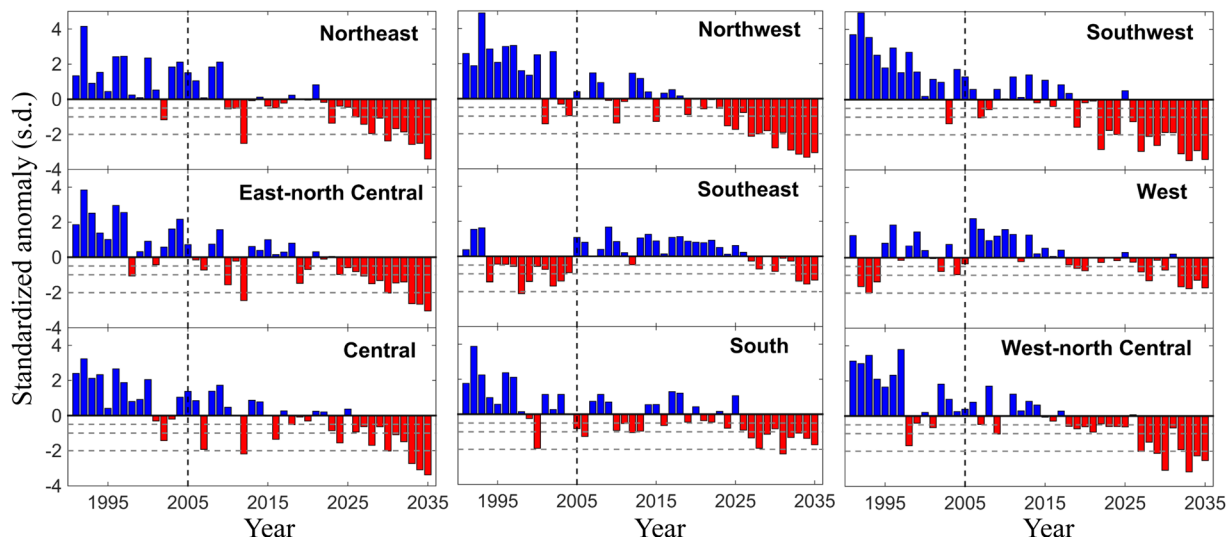 Standardized anomaly (s.d.)
4
2
0
-2
-4
Northeast
Northwest
Southwest
4
2
0
-2
-4
East-north Central
Southeast
West
4
2
0
-2
-4
Central
South
West-north Central
1995 2005 2015 2025 2035
1995 2005 2015 2025 2035
1995 2005 2015 2025 2035
Year
Year
Year